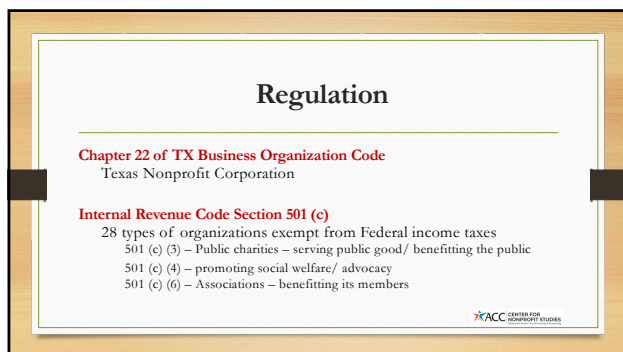 Regulation
Chapter 22 of TX Business Organization Code
Texas Nonprofit Corporation
Internal Revenue Code Section 501 (c)
28 types of organizations exempt from Federal income taxes
501 (c) (3) – Public charities – serving public good/ benefitting the public
501 (c) (4) – promoting social welfare/ advocacy
501 (c) (6) – Associations – benefitting its members
ACC CENTER FOR
NONPROFIT STUDIES